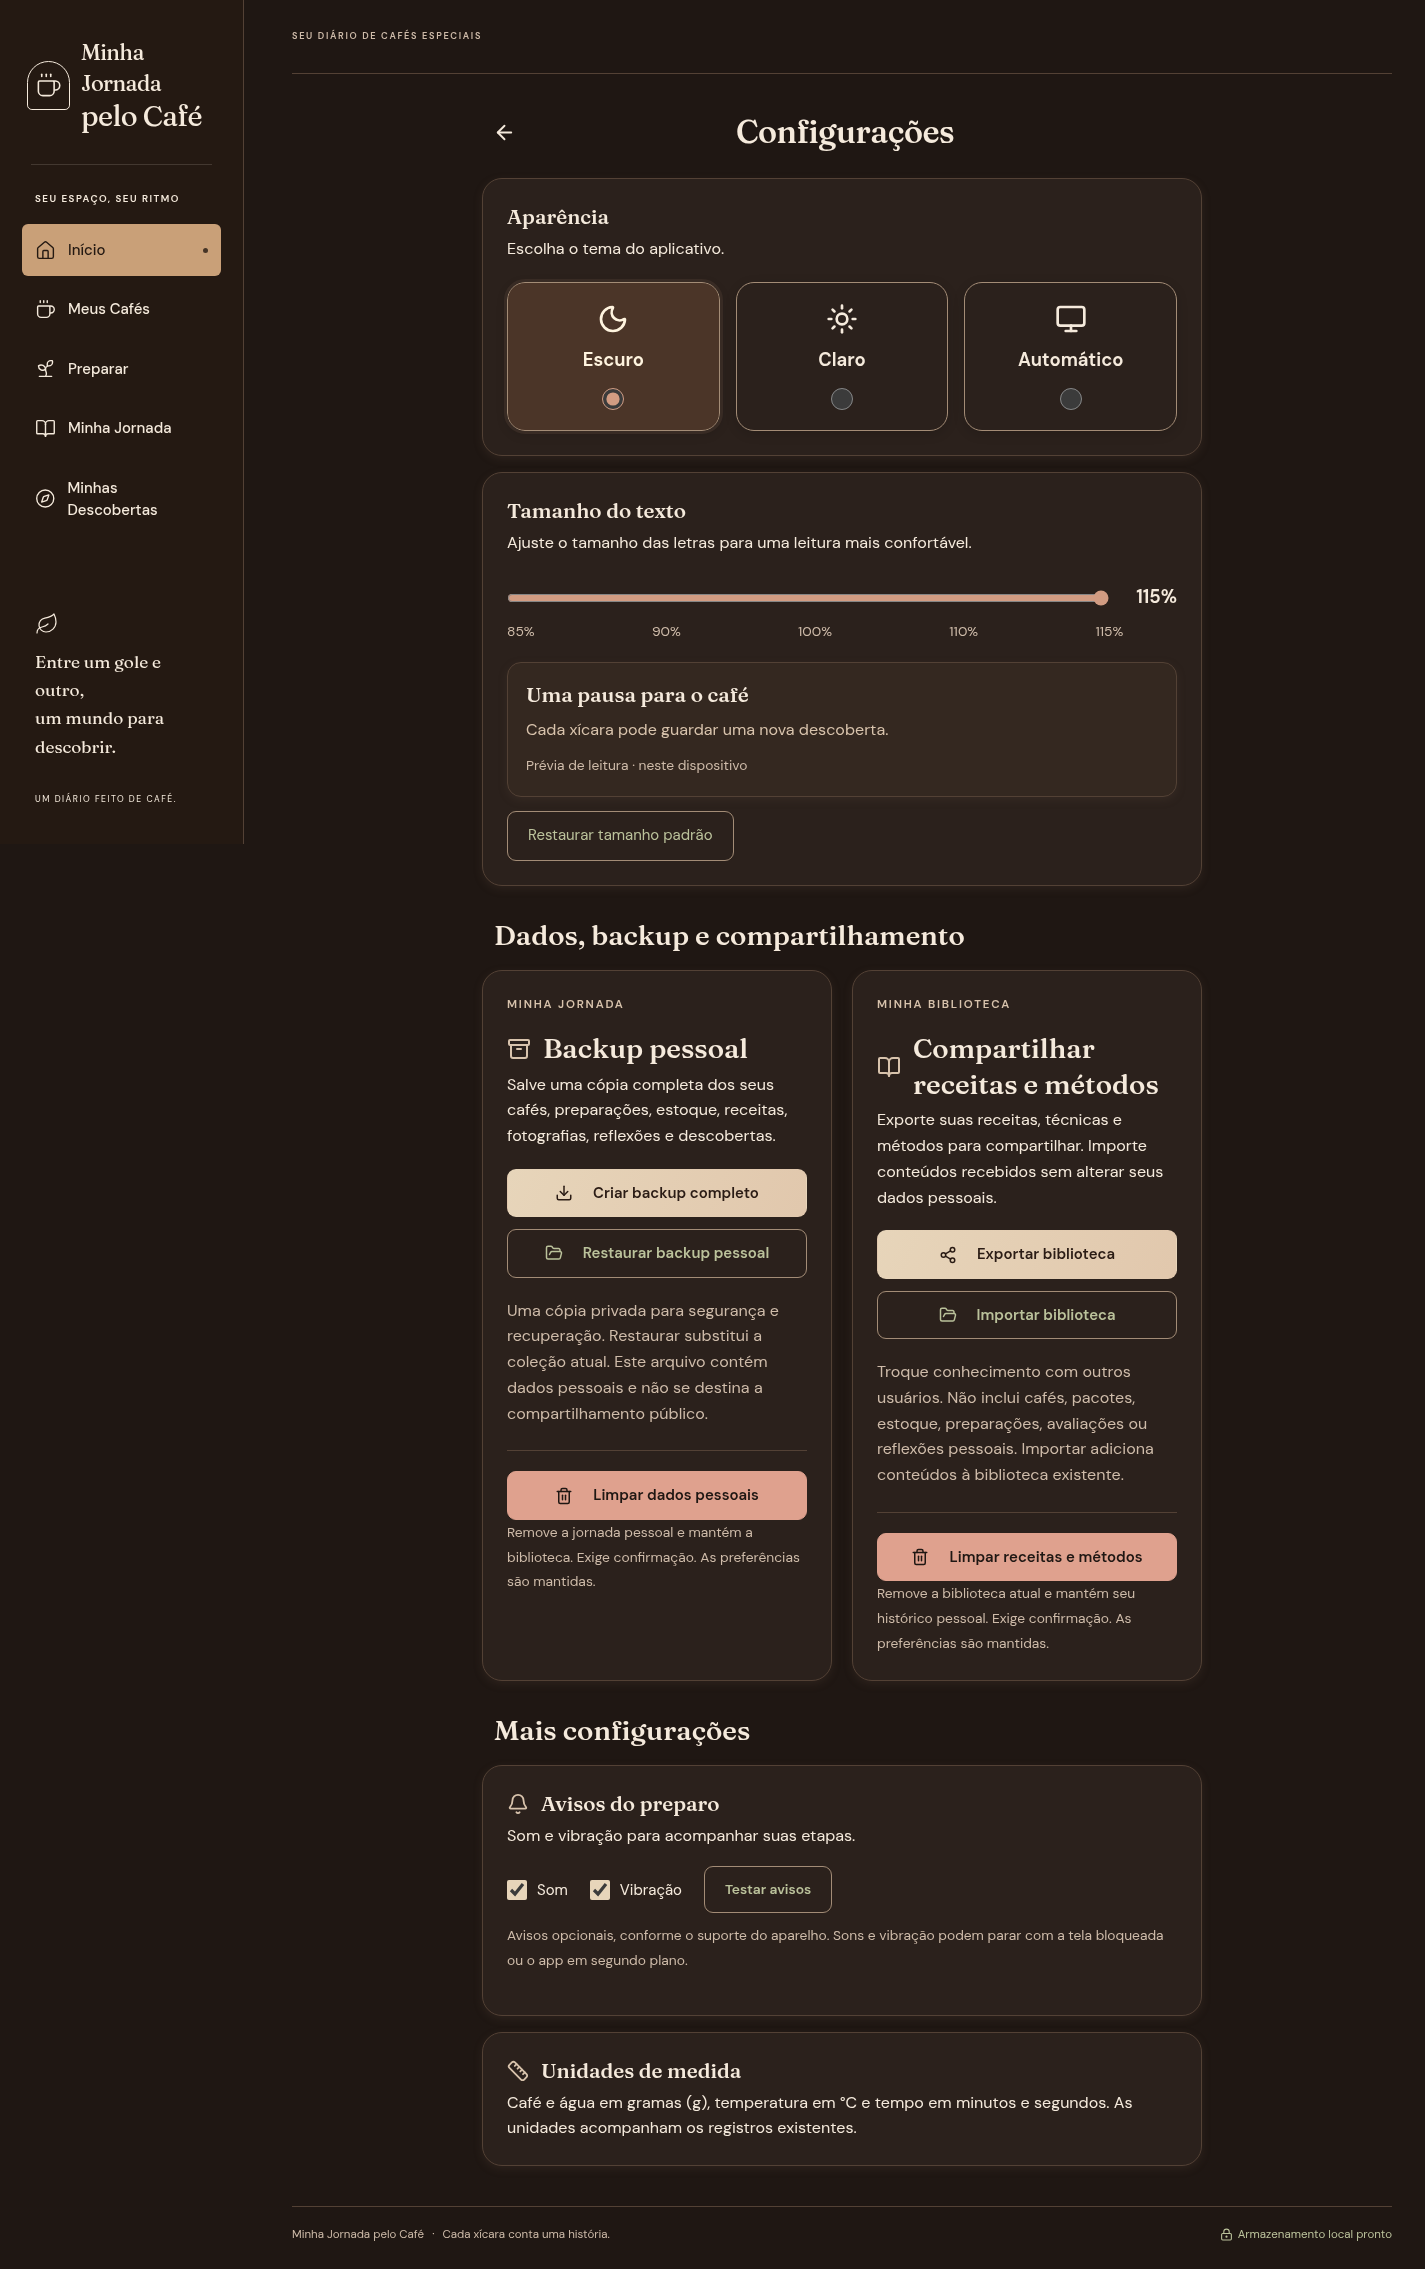 Minha
Jornada
pelo Café
SEU ESPAÇO, SEU RITMO
Início
Meus Cafés
Preparar
Minha Jornada
Minhas
Descobertas
Entre um gole e
outro,
um mundo para
descobrir.
UM DIÁRIO FEITO DE CAFÉ.
SEU DIÁRIO DE CAFÉS ESPECIAIS
Configurações
Aparência
Escolha o tema do aplicativo.
Escuro
Claro
Automático
Tamanho do texto
Ajuste o tamanho das letras para uma leitura mais confortável.
115%
85% 90% 100% 110% 115%
Uma pausa para o café
Cada xícara pode guardar uma nova descoberta.
Prévia de leitura · neste dispositivo
Restaurar tamanho padrão
Dados, backup e compartilhamento
MINHA JORNADA
Backup pessoal
Salve uma cópia completa dos seus
cafés, preparações, estoque, receitas,
fotografias, reflexões e descobertas.
Criar backup completo
Restaurar backup pessoal
Uma cópia privada para segurança e
recuperação. Restaurar substitui a
coleção atual. Este arquivo contém
dados pessoais e não se destina a
compartilhamento público.
Limpar dados pessoais
Remove a jornada pessoal e mantém a
biblioteca. Exige confirmação. As preferências
são mantidas.
MINHA BIBLIOTECA
Compartilhar
receitas e métodos
Exporte suas receitas, técnicas e
métodos para compartilhar. Importe
conteúdos recebidos sem alterar seus
dados pessoais.
Exportar biblioteca
Importar biblioteca
Troque conhecimento com outros
usuários. Não inclui cafés, pacotes,
estoque, preparações, avaliações ou
reflexões pessoais. Importar adiciona
conteúdos à biblioteca existente.
Limpar receitas e métodos
Remove a biblioteca atual e mantém seu
histórico pessoal. Exige confirmação. As
preferências são mantidas.
Mais configurações
Avisos do preparo
Som e vibração para acompanhar suas etapas.
Som
Vibração
Testar avisos
Avisos opcionais, conforme o suporte do aparelho. Sons e vibração podem parar com a tela bloqueada
ou o app em segundo plano.
Unidades de medida
Café e água em gramas (g), temperatura em °C e tempo em minutos e segundos. As
unidades acompanham os registros existentes.
Minha Jornada pelo Café · Cada xícara conta uma história.
Armazenamento local pronto